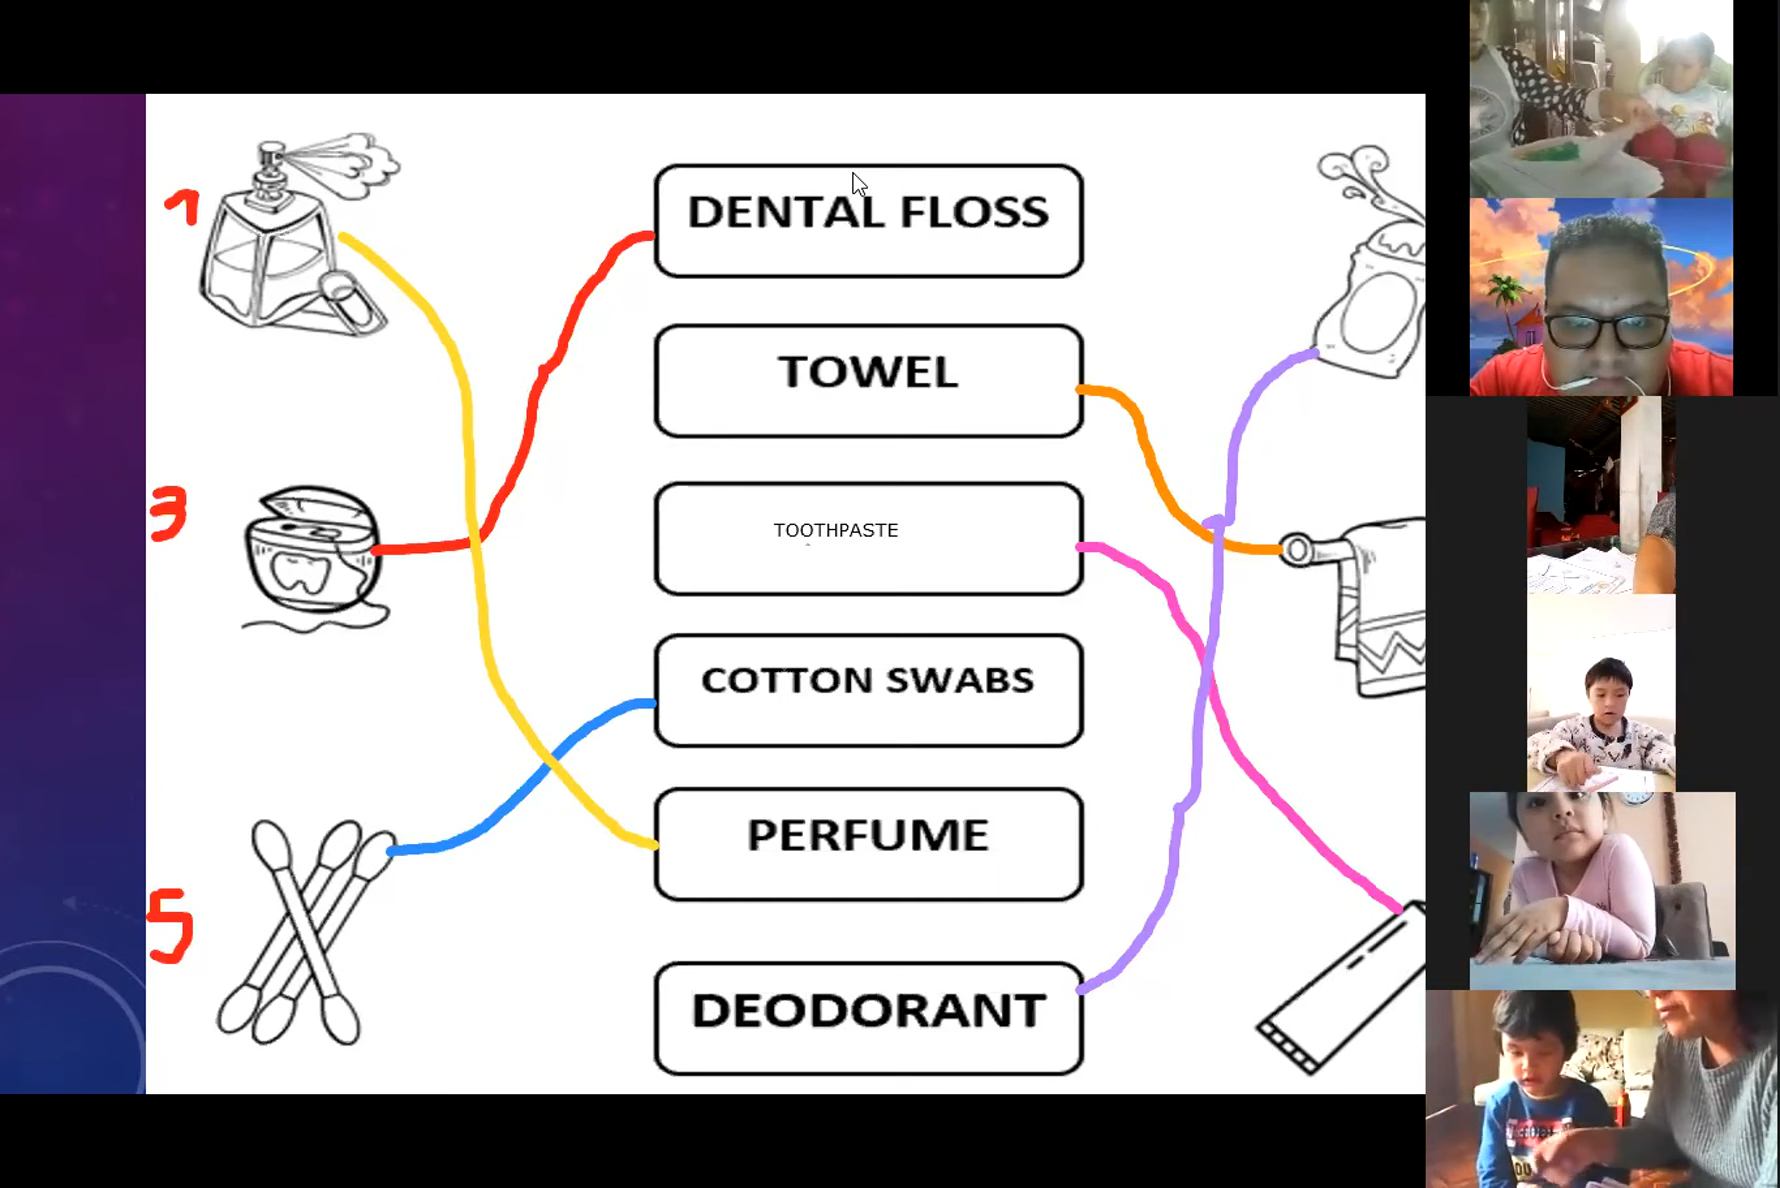 1
DENTAL FLOSS
TOWEL
3
TOOTHPASTE
COTTON SWABS
PERFUME
5
DEODORANT